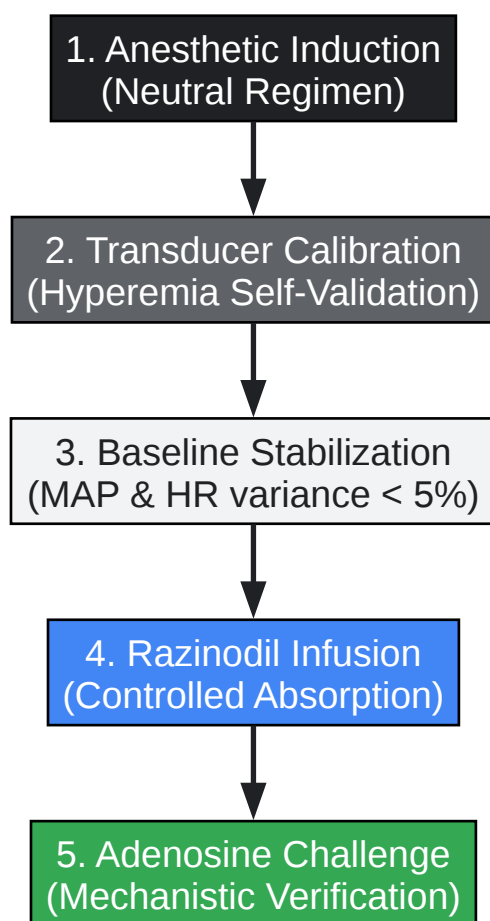 1. Anesthetic Induction
(Neutral Regimen)
2. Transducer Calibration
(Hyperemia Self-Validation)
3. Baseline Stabilization
(MAP & HR variance < 5%)
4. Razinodil Infusion
(Controlled Absorption)
5. Adenosine Challenge
(Mechanistic Verification)